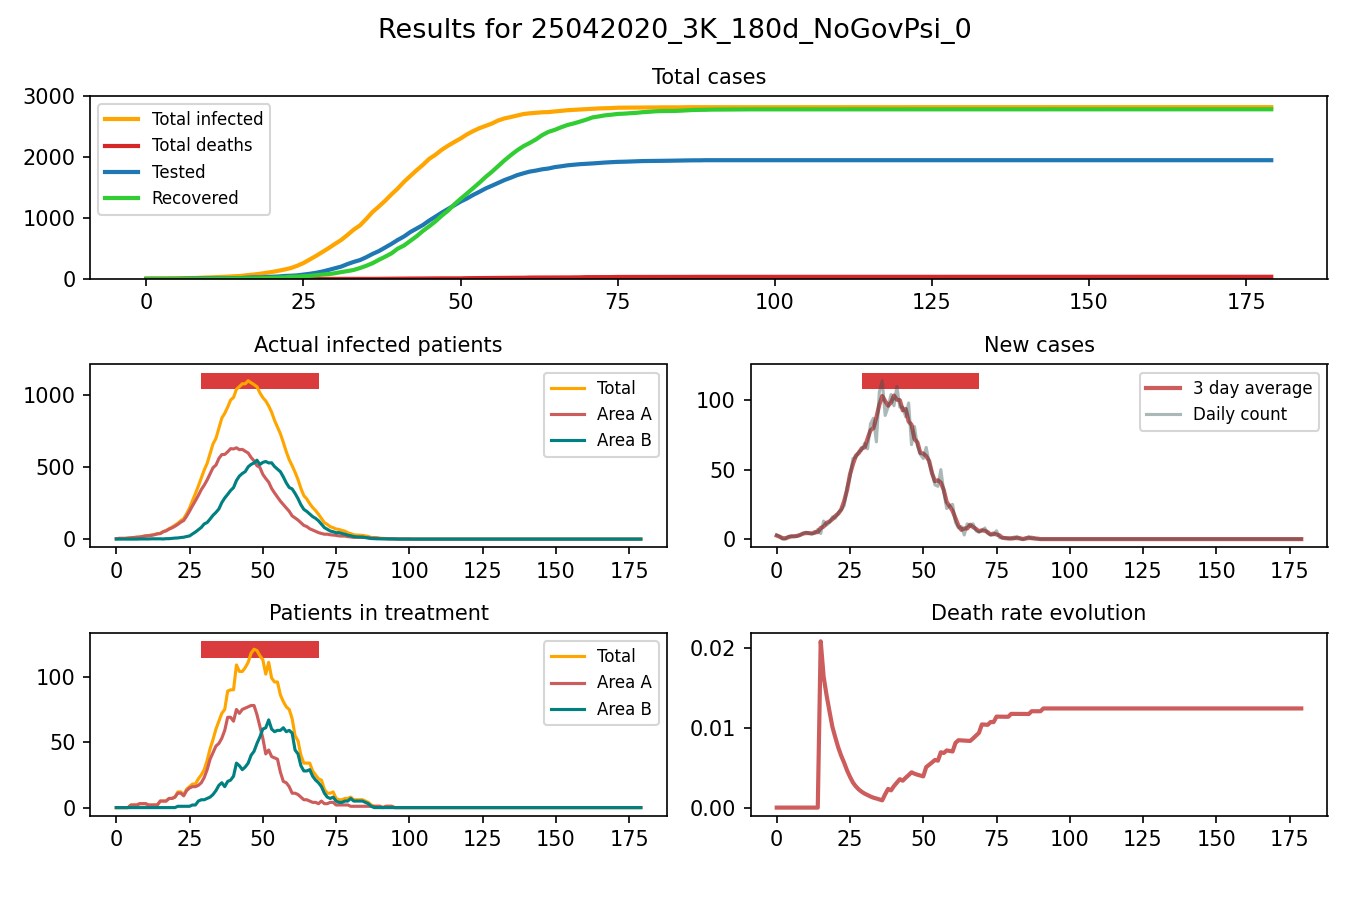 Results for 25042020_3K_180d_NoGovPsi_0
Total cases
3000
2000
1000
0
Total infected
Total deaths
Tested
Recovered
0 25 50 75 100 125 150 175
Actual infected patients
1000
500
0
Total
Area A
Area B
0 25 50 75 100 125 150 175
New cases
100
50
0
3 day average
Daily count
0 25 50 75 100 125 150 175
Patients in treatment
100
50
0
Total
Area A
Area B
0 25 50 75 100 125 150 175
Death rate evolution
0.02
0.01
0.00
0 25 50 75 100 125 150 175